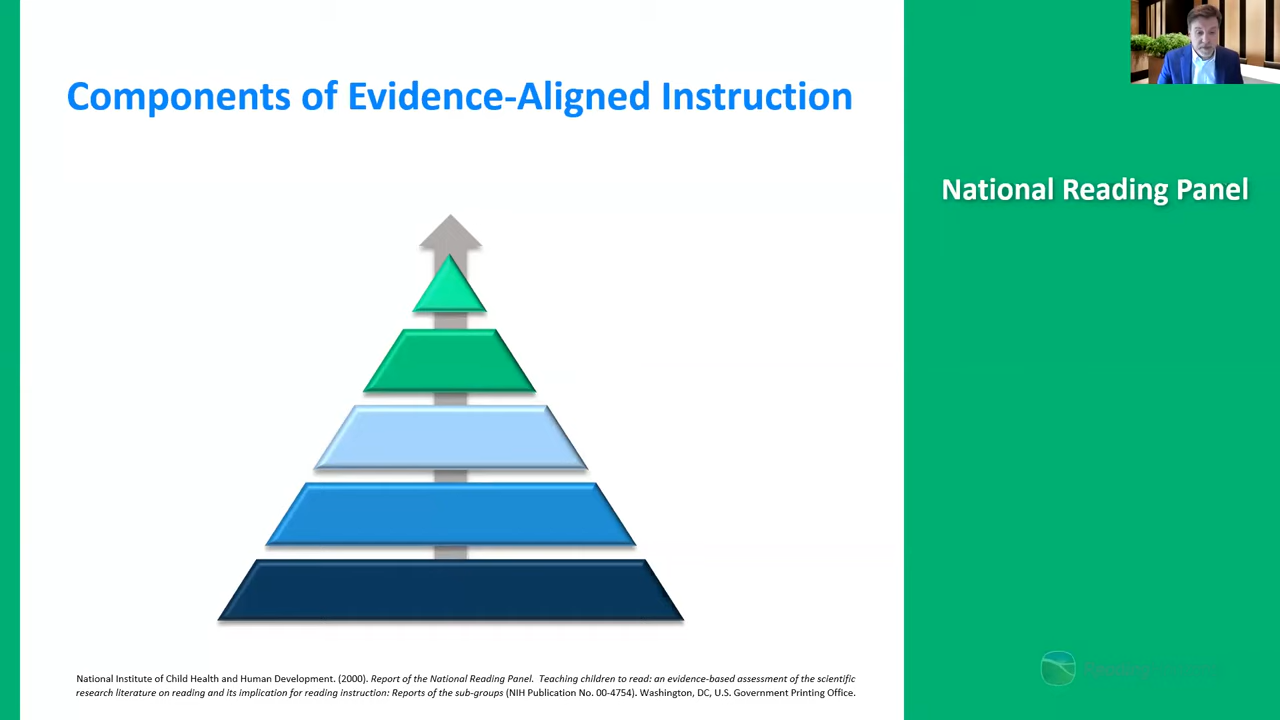 Components of Evidence-Aligned Instruction
National Reading Panel
National Institute of Child Health and Human Development. (2000). Report of the National Reading Panel.  Teaching children to read: an evidence-based assessment of the scientific
research literature on reading and its implication for reading instruction: Reports of the sub-groups (NIH Publication No. 00-4754). Washington, DC, U.S. Government Printing Office.